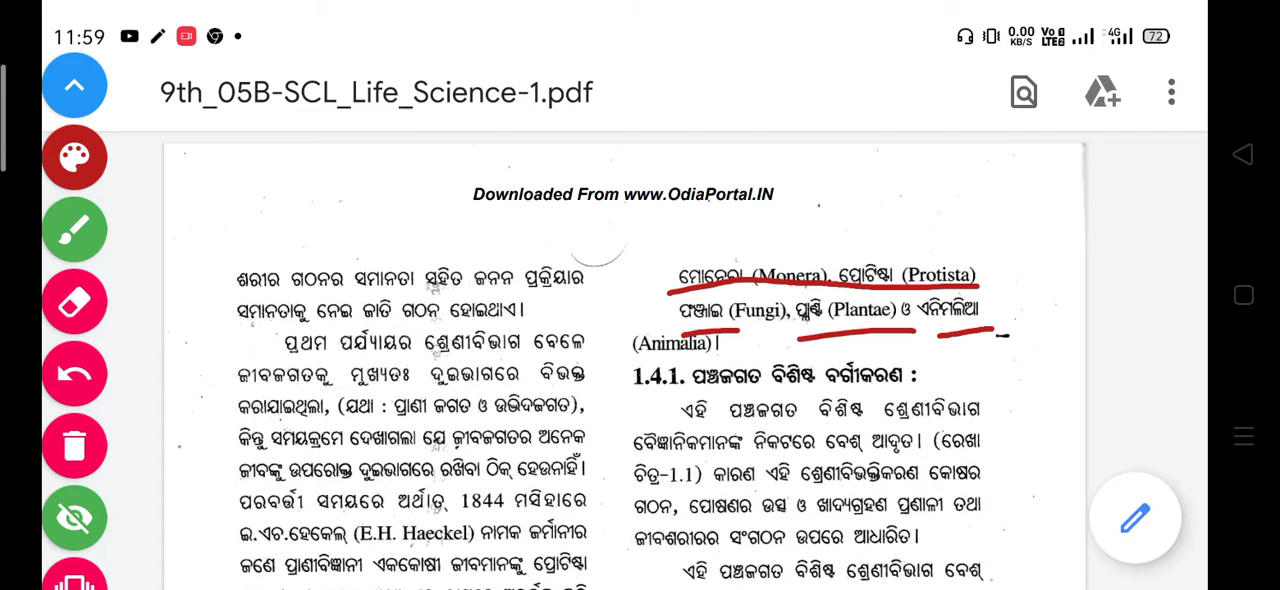 11:59
0.00
KB/S
Vo
LTE2
4G
72
9th_05B-SCL_Life_Science-1.pdf
Downloaded From www.OdiaPortal.IN
ଶରୀର ଗଠନର ସମାନତା ସହିତ ଜନନ ପ୍ରକ୍ରିୟାର
ସମାନତାକୁ ନେଇ ଜାତି ଗଠନ ହୋଇଥାଏ।
ପ୍ରଥମ ପର୍ଯ୍ୟାୟର ଶ୍ରେଣୀବିଭାଗ ବେଳେ
ଜୀବଜଗତକୁ ମୁଖ୍ୟତଃ ଦୁଇଭାଗରେ ବିଭକ୍ତ
କରାଯାଇଥିଲା, (ଯଥା : ପ୍ରାଣୀ ଜଗତ ଓ ଉଦ୍ଭିଦଜଗତ),
କିନ୍ତୁ ସମୟକ୍ରମେ ଦେଖାଗଲା ଯେ ଜୀବଜଗତର ଅନେକ
ଜୀବଙ୍କୁ ଉପରୋକ୍ତ ଦୁଇଭାଗରେ ରଖିବା ଠିକ୍ ହେଉନାହିଁ।
ପରବର୍ତ୍ତୀ ସମୟରେ ଅର୍ଥାତ୍ 1844 ମସିହାରେ
ଇ.ଏଚ.ହେକେଲ୍ (E.H. Haeckel) ନାମକ ଜର୍ମାନୀର
ଜଣେ ପ୍ରାଣୀବିଜ୍ଞାନୀ ଏକକୋଷୀ ଜୀବମାନଙ୍କୁ ପ୍ରୋଟିଷ୍ଟା
ମୋନେରା (Monera), ପ୍ରୋଟିଷ୍ଟା (Protista)
ଫଞ୍ଜାଇ (Fungi), ପ୍ଲାଣ୍ଟି (Plantae) ଓ ଏନିମଲିଆ
(Animalia)।
1.4.1. ପଞ୍ଚଜଗତ ବିଶିଷ୍ଟ ବର୍ଗୀକରଣ :
ଏହି ପଞ୍ଚଜଗତ ବିଶିଷ୍ଟ ଶ୍ରେଣୀବିଭାଗ
ବୈଜ୍ଞାନିକମାନଙ୍କ ନିକଟରେ ବେଶ୍ ଆଦୃତ। (ରେଖା
ଚିତ୍ର-1.1) କାରଣ ଏହି ଶ୍ରେଣୀବିଭକ୍ତିକରଣ କୋଷର
ଗଠନ, ପୋଷଣର ଉତ୍ସ ଓ ଖାଦ୍ୟଗ୍ରହଣ ପ୍ରଣାଳୀ ତଥା
ଜୀବଶରୀରର ସଂଗଠନ ଉପରେ ଆଧାରିତ।
ଏହି ପଞ୍ଚଜଗତ ବିଶିଷ୍ଟ ଶ୍ରେଣୀବିଭାଗ ବେଶ୍